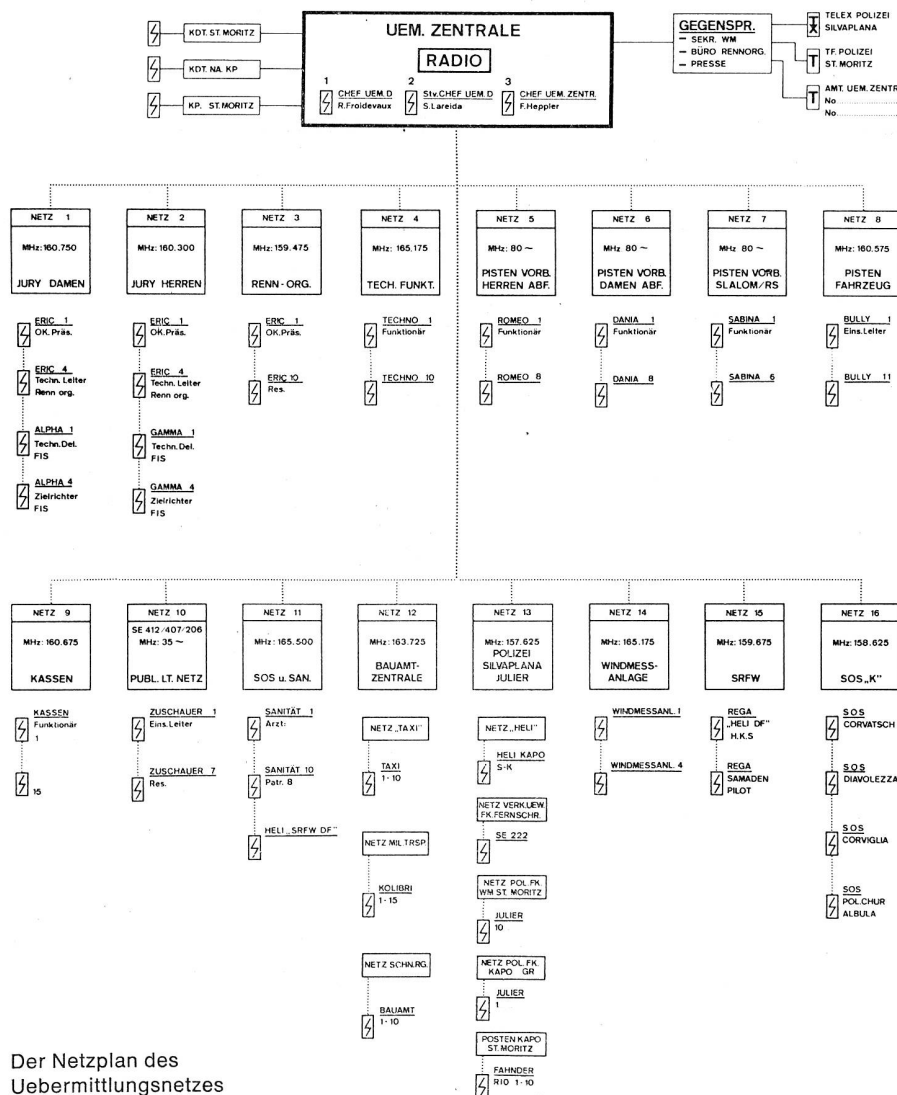 KDT. ST. MORITZ
KDT. NA. KP
KP. ST. MORITZ
UEM. ZENTRALE
RADIO
1
CHEF UEM. D
R. Froidevaux
2
Stv. CHEF UEM. D
S. Lareida
3
CHEF UEM. ZENTR.
F. Heppler
GEGENSPR.
– SEKR. WM
– BÜRO RENNORG.
– PRESSE
TELEX POLIZEI
SILVAPLANA
TF. POLIZEI
ST. MORITZ
AMT. UEM. ZENTR
No
No
NETZ 1
MHz: 160.750
JURY DAMEN
ERIC 1
OK. Präs.
ERIC 4
Techn. Leiter
Renn org.
ALPHA 1
Techn. Del.
FIS
ALPHA 4
Zielrichter
FIS
NETZ 2
MHz: 160.300
JURY HERREN
ERIC 1
OK. Präs.
ERIC 4
Techn. Leiter
Renn org.
GAMMA 1
Techn. Del.
FIS
GAMMA 4
Zielrichter
FIS
NETZ 3
MHz: 159.475
RENN - ORG.
ERIC 1
OK. Präs.
ERIC 10
Res.
NETZ 4
MHz: 165.175
TECH. FUNKT.
TECHNO 1
Funktionär
TECHNO 10
NETZ 5
MHz: 80 ~
PISTEN VORB.
HERREN ABF.
ROMEO 1
Funktionär
ROMEO 8
NETZ 6
MHz 80 ~
PISTEN VORB.
DAMEN ABF.
DANIA 1
Funktionär
DANIA 8
NETZ 7
MHz 80 ~
PISTEN VORB.
SLALOM/RS
SABINA 1
Funktionär
SABINA 6
NETZ 8
MHz: 160.575
PISTEN
FAHRZEUG
BULLY 1
Eins. Leiter
BULLY 11
NETZ 9
MHz: 160.675
KASSEN
KASSEN
Funktionär
1
15
NETZ 10
SE 412/407/206
MHz: 35 ~
PUBL. LT. NETZ
ZUSCHAUER 1
Eins. Leiter
ZUSCHAUER 7
Res.
NETZ 11
MHz: 165.500
SOS u. SAN.
SANITÄT 1
Arzt:
SANITÄT 10
Patr. 8
HELI „SRFW DF"
NETZ 12
MHz: 163.725
BAUAMT-
ZENTRALE
NETZ „TAXI"
TAXI
1 - 10
NETZ MIL. TRSP.
KOLIBRI
1 - 15
NETZ SCHN. RG.
BAUAMT
1 - 10
NETZ 13
MHz: 157.625
POLIZEI
SILVAPLANA
JULIER
NETZ „HELI"
HELI KAPO
S-K
NETZ VERK. UEW.
FK. FERNSCHR.
SE 222
NETZ POL. FK.
WM ST. MORITZ
JULIER
10
NETZ POL. FK.
KAPO GR
JULIER
1
POSTEN KAPO
ST. MORITZ
FAHNDER
RIO 1 - 10
NETZ 14
MHz: 165.175
WINDMESS-
ANLAGE
WINDMESSANL. 1
WINDMESSANL. 4
NETZ 15
MHz: 159.675
SRFW
REGA
„HELI DF"
H.K.S
REGA
SAMADEN
PILOT
NETZ 16
MHz: 158.625
SOS „K"
SOS
CORVATSCH
SOS
DIAVOLEZZA
SOS
CORVIGLIA
SOS
POL. CHUR
ALBULA
Der Netzplan des
Uebermittlungsnetzes